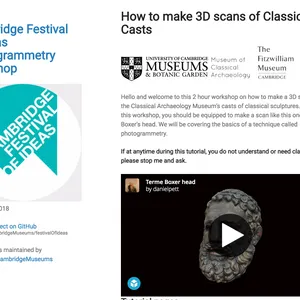 ridge Festival
as
grammetry
hop
MBRIDGE
FESTIVAL
OF IDEAS
018
ect on GitHub
bridgeMuseums/festivalOfIdeas
s maintained by
ambridgeMuseums
How to make 3D scans of Classic
Casts
UNIVERSITY OF CAMBRIDGE
MUSEUMS
& BOTANIC GARDEN
Museum of
Classical
Archaeology
The
Fitzwilliam
Museum
CAMBRIDGE
Hello and welcome to this 2 hour workshop on how to make a 3D s
the Classical Archaeology Museum's casts of classical sculptures.
this workshop, you should be equipped to make a scan like this one
Boxer's head. We will be covering the basics of a technique called
photogrammetry.
If at anytime during this tutorial, you do not understand or need cla
please stop me and ask.
Terme Boxer head
by danielpett